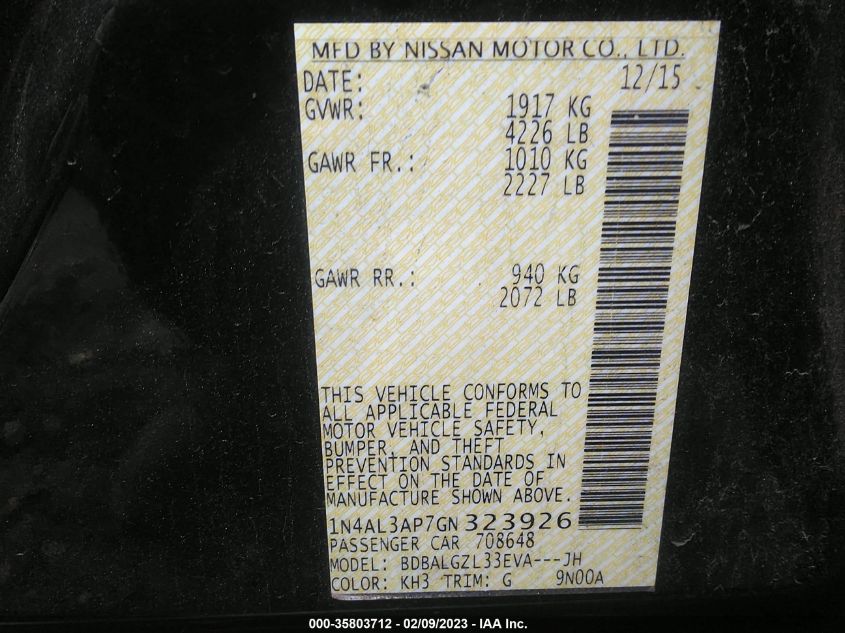 MFD BY NISSAN MOTOR CO., LTD.
DATE: 12/15
GVWR: 1917 KG
4226 LB
GAWR FR.: 1010 KG
2227 LB
GAWR RR.: 940 KG
2072 LB
THIS VEHICLE CONFORMS TO
ALL APPLICABLE FEDERAL
MOTOR VEHICLE SAFETY,
BUMPER, AND THEFT
PREVENTION STANDARDS IN
EFFECT ON THE DATE OF
MANUFACTURE SHOWN ABOVE.
1N4AL3AP7GN323926
PASSENGER CAR 708648
MODEL: BDBALGZL33EVA---JH
COLOR: KH3 TRIM: G 9N00A
000-35803712 - 02/09/2023 - IAA Inc.